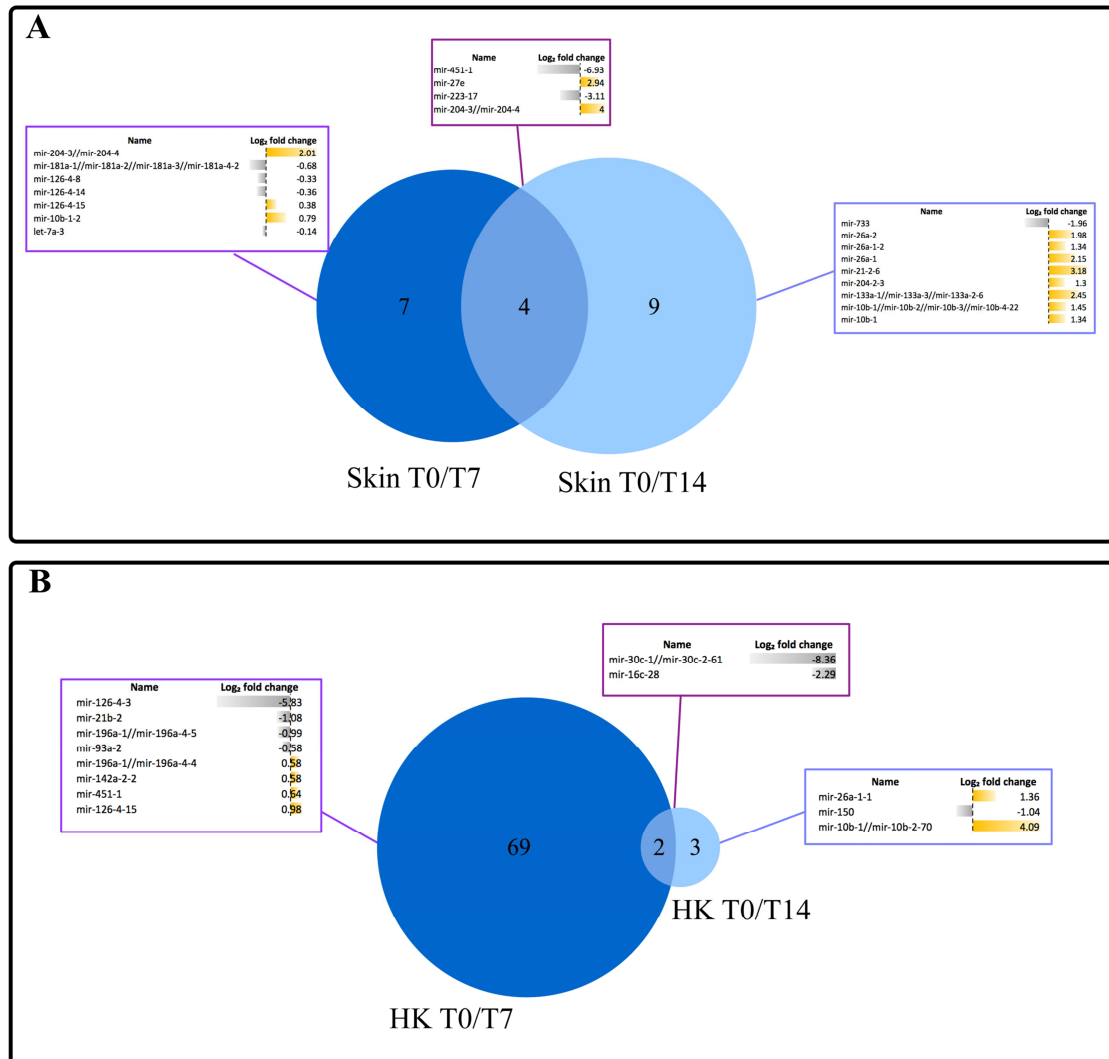 A
Name Log₂ fold change
mir-451-1 -6.93
mir-27e 2.94
mir-223-17 -3.11
mir-204-3//mir-204-4 4
Name Log₂ fold change
mir-204-3//mir-204-4 2.01
mir-181a-1//mir-181a-2//mir-181a-3//mir-181a-4-2 -0.68
mir-126-4-8 -0.33
mir-126-4-14 -0.36
mir-126-4-15 0.38
mir-10b-1-2 0.79
let-7a-3 -0.14
Name Log₂ fold change
mir-733 -1.96
mir-26a-2 1.98
mir-26a-1-2 1.34
mir-26a-1 2.15
mir-21-2-6 3.18
mir-204-2-3 1.3
mir-133a-1//mir-133a-3//mir-133a-2-6 2.45
mir-10b-1//mir-10b-2//mir-10b-3//mir-10b-4-22 1.45
mir-10b-1 1.34
7 4 9
Skin T0/T7 Skin T0/T14
B
Name Log₂ fold change
mir-30c-1//mir-30c-2-61 -8.36
mir-16c-28 -2.29
Name Log₂ fold change
mir-126-4-3 -5.83
mir-21b-2 -1.08
mir-196a-1//mir-196a-4-5 -0.99
mir-93a-2 -0.58
mir-196a-1//mir-196a-4-4 0.58
mir-142a-2-2 0.58
mir-451-1 0.64
mir-126-4-15 0.98
Name Log₂ fold change
mir-26a-1-1 1.36
mir-150 -1.04
mir-10b-1//mir-10b-2-70 4.09
69 2 3
HK T0/T14
HK T0/T7